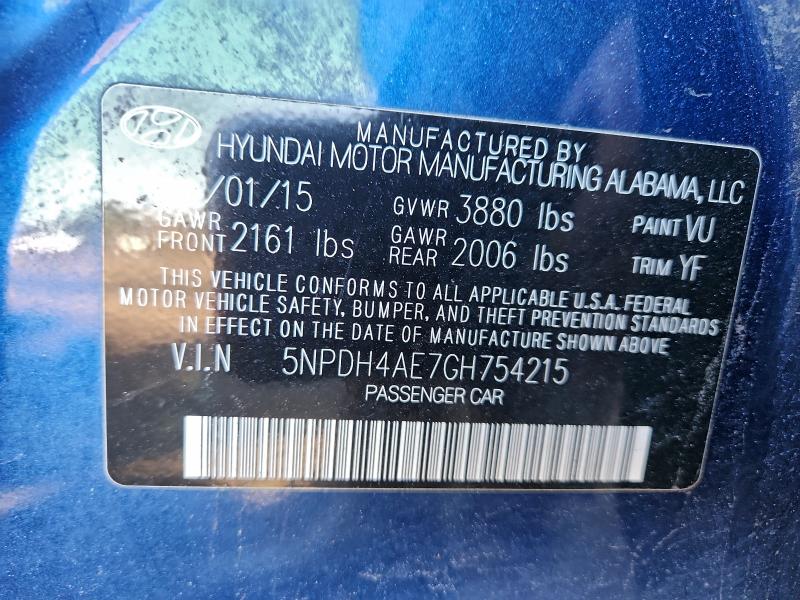 MANUFACTURED BY
HYUNDAI MOTOR MANUFACTURING ALABAMA, LLC
/01/15 GVWR 3880 lbs PAINT VU
GAWR FRONT 2161 lbs GAWR REAR 2006 lbs TRIM YF
THIS VEHICLE CONFORMS TO ALL APPLICABLE U.S.A. FEDERAL
MOTOR VEHICLE SAFETY, BUMPER, AND THEFT PREVENTION STANDARDS
IN EFFECT ON THE DATE OF MANUFACTURE SHOWN ABOVE
V.I.N 5NPDH4AE7GH754215
PASSENGER CAR